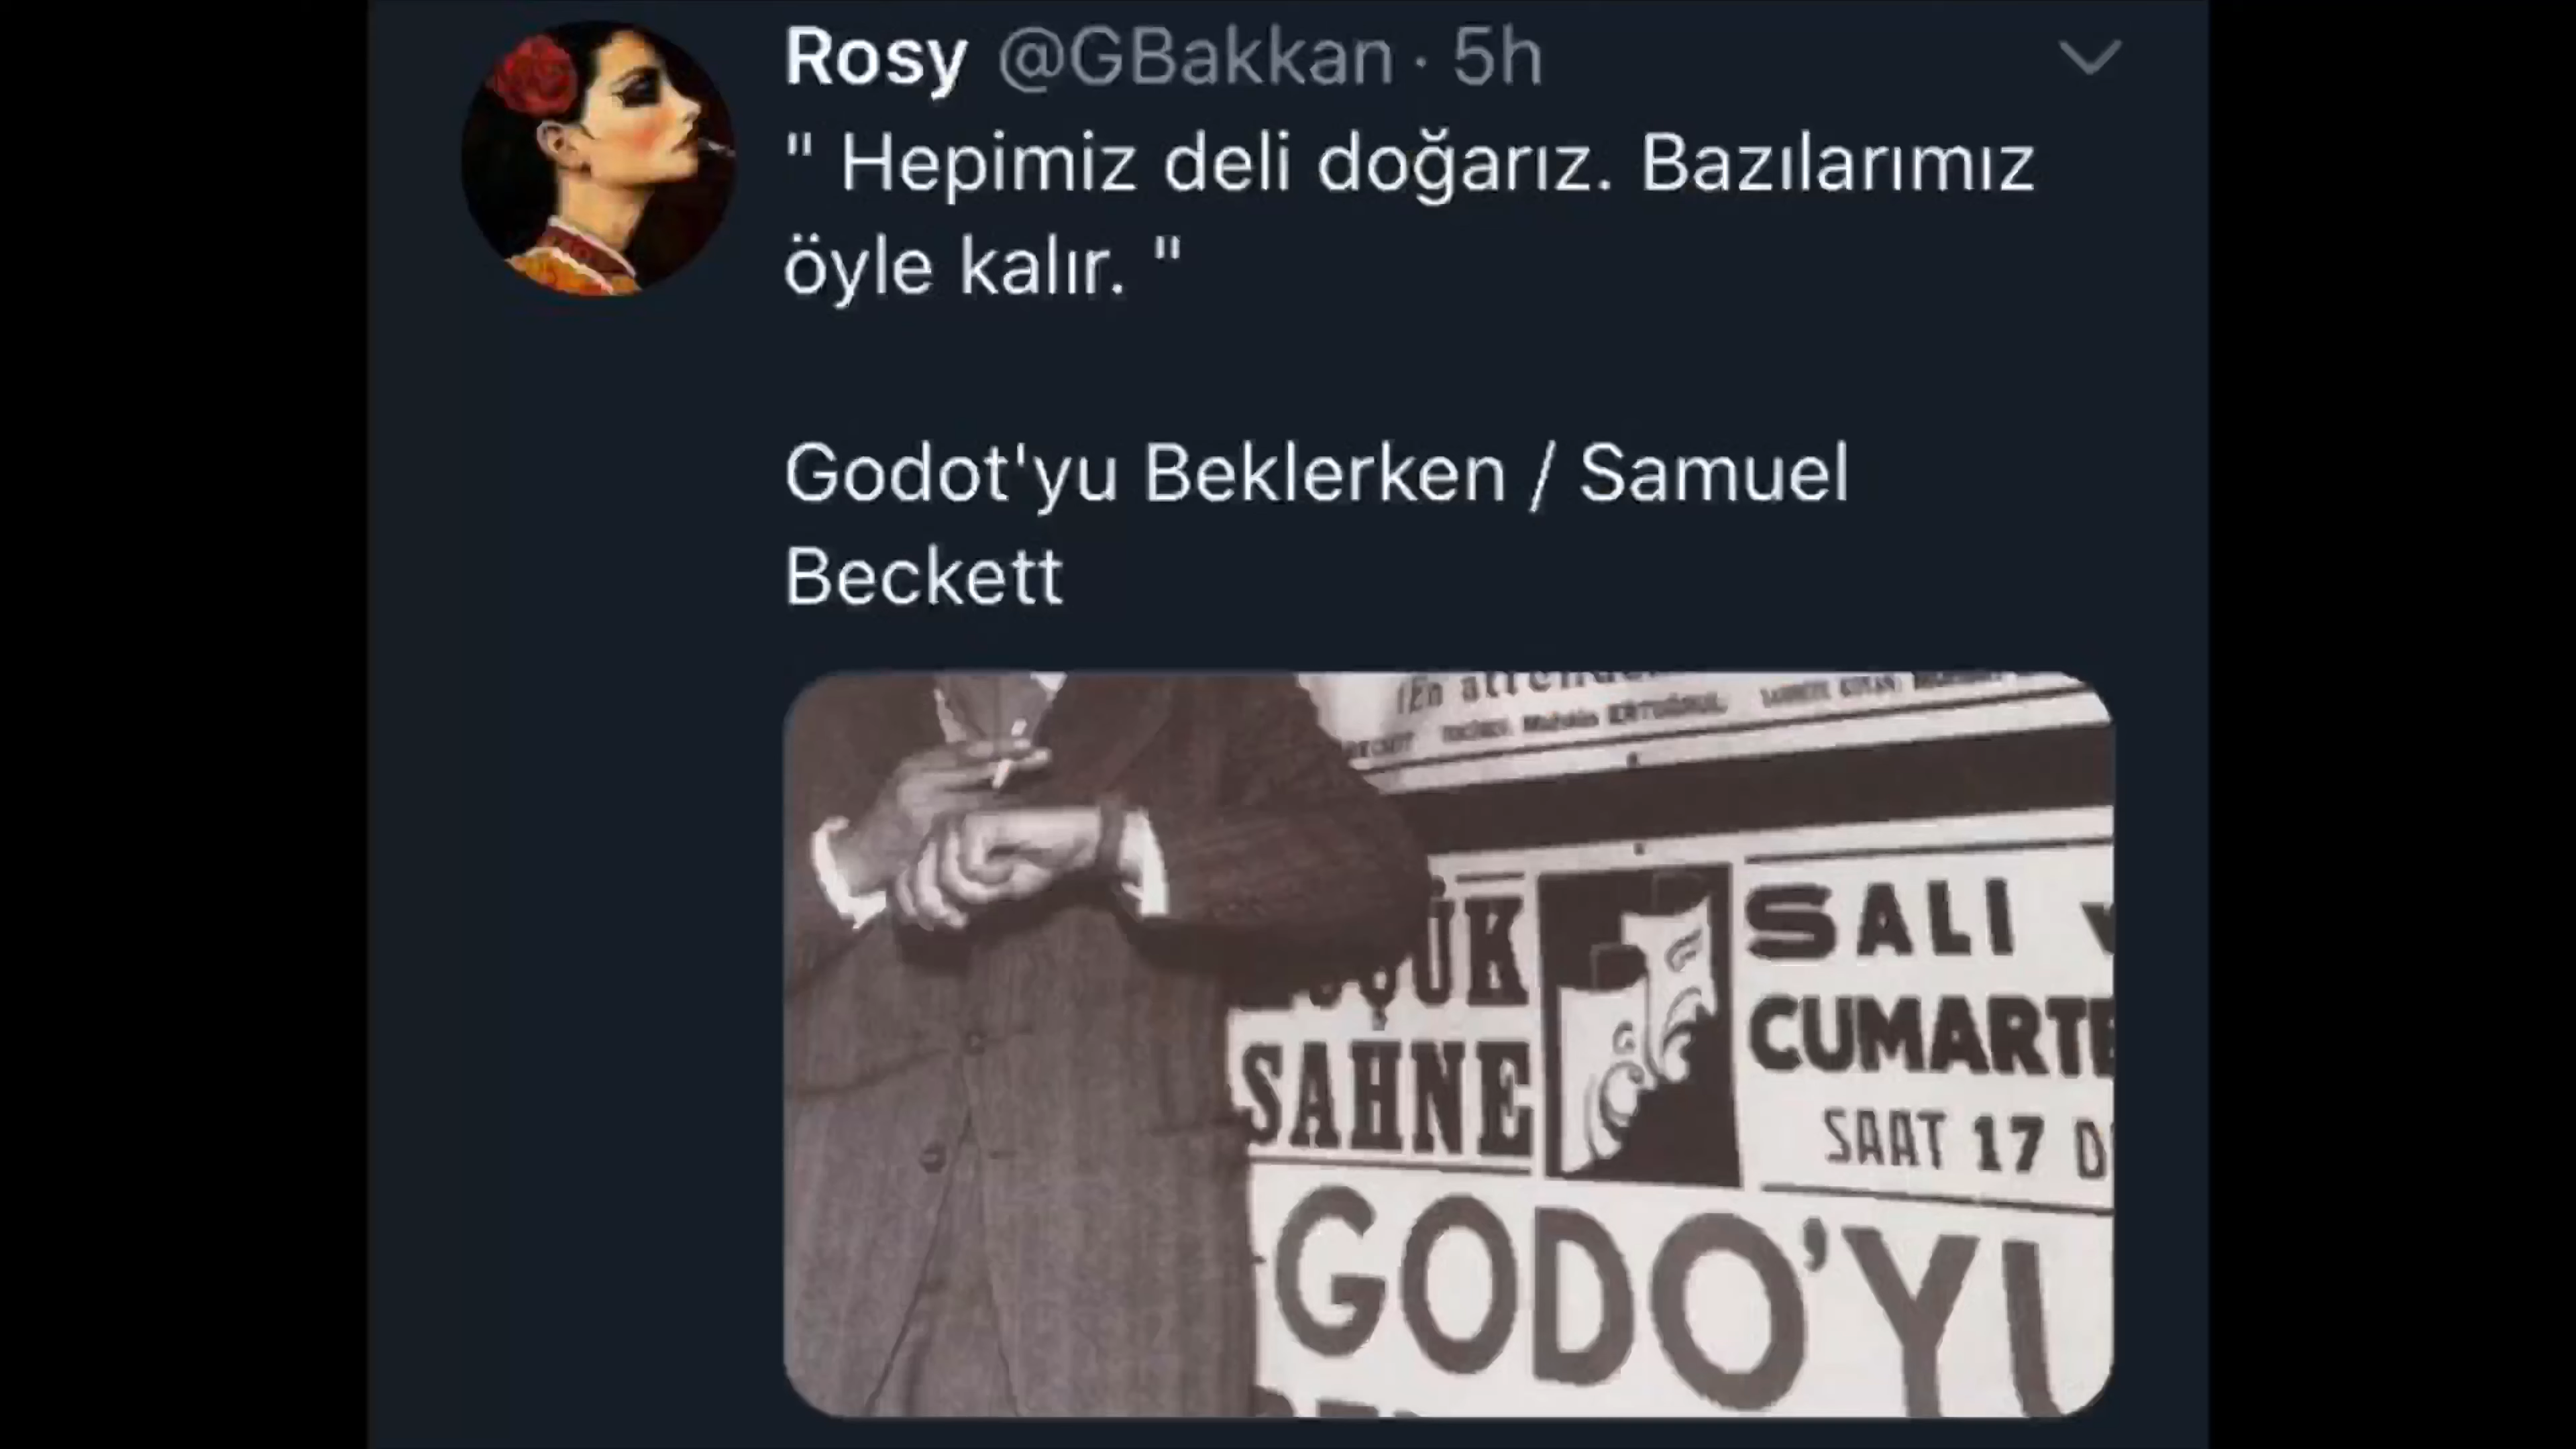 Rosy @GBakkan · 5h
" Hepimiz deli doğarız. Bazılarımız
öyle kalır. "
Godot'yu Beklerken / Samuel
Beckett
(En
SALI
SAHNE
CUMARTE
SAAT 17
GODO'YU